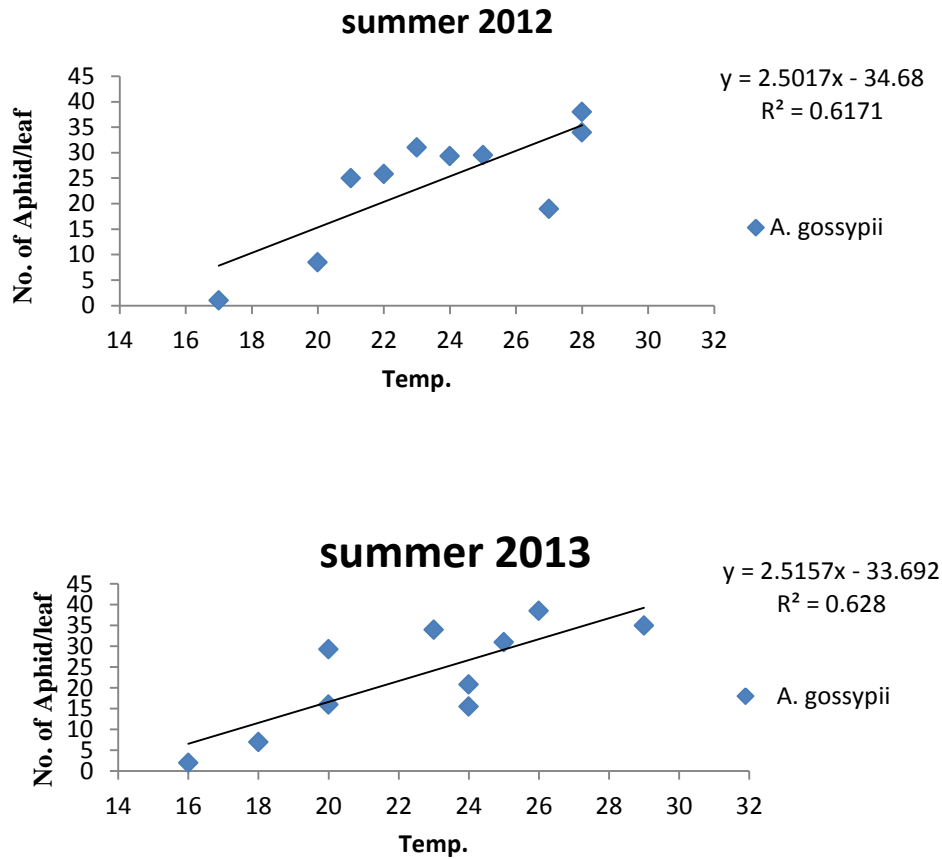 summer 2012
y = 2.5017x - 34.68
R² = 0.6171
No. of Aphid/leaf
45
40
35
30
25
20
15
10
5
0
A. gossypii
14 16 18 20 22 24 26 28 30 32
Temp.
summer 2013
y = 2.5157x - 33.692
R² = 0.628
No. of Aphid/leaf
45
40
35
30
25
20
15
10
5
0
A. gossypii
14 16 18 20 22 24 26 28 30 32
Temp.